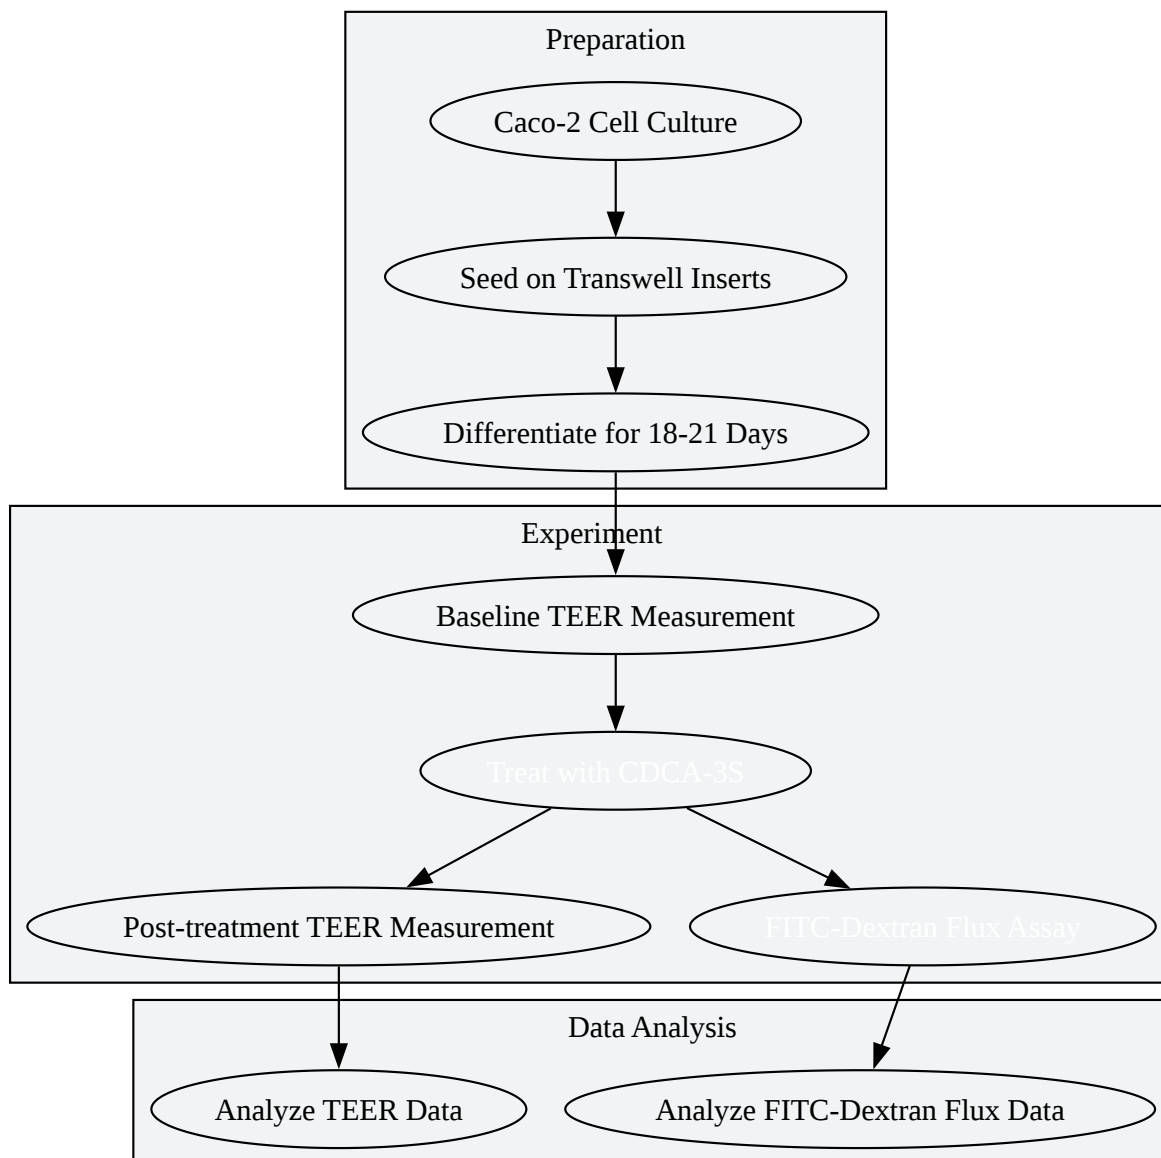 Preparation
Caco-2 Cell Culture
Seed on Transwell Inserts
Differentiate for 18-21 Days
Experiment
Baseline TEER Measurement
Treat with CDCA-3S
Post-treatment TEER Measurement
FITC-Dextran Flux Assay
Data Analysis
Analyze TEER Data
Analyze FITC-Dextran Flux Data